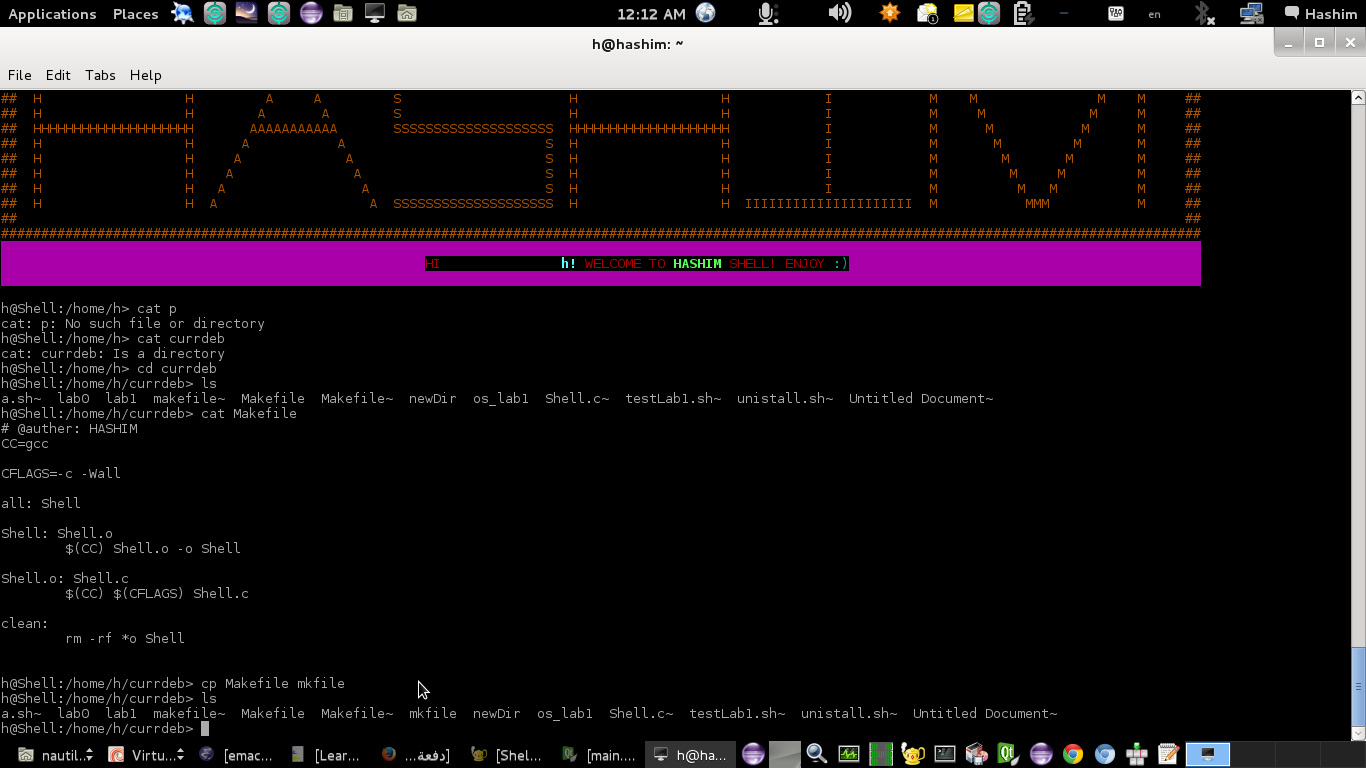 Applications Places 12:12 AM en Hashim
h@hashim: ~
File Edit Tabs Help
## H H A A S H H I M M M M ##
## H H A A S H H I M M M M ##
## HHHHHHHHHHHHHHHHHHHH AAAAAAAAAAA SSSSSSSSSSSSSSSSSSSS HHHHHHHHHHHHHHHHHHHH I M M M M ##
## H H A A S H H I M M M M ##
## H H A A S H H I M M M M ##
## H H A A S H H I M M M M ##
## H H A A S H H I M M M M ##
## H H A A SSSSSSSSSSSSSSSSSSSS H H IIIIIIIIIIIIIIIIIIIII M MMM M ##
## ##
######################################################################################################################################################
HI h! WELCOME TO HASHIM SHELL! ENJOY :)
h@Shell:/home/h> cat p
cat: p: No such file or directory
h@Shell:/home/h> cat currdeb
cat: currdeb: Is a directory
h@Shell:/home/h> cd currdeb
h@Shell:/home/h/currdeb> ls
a.sh~ lab0 lab1 makefile~ Makefile Makefile~ newDir os_lab1 Shell.c~ testLab1.sh~ unistall.sh~ Untitled Document~
h@Shell:/home/h/currdeb> cat Makefile
# @auther: HASHIM
CC=gcc
CFLAGS=-c -Wall
all: Shell
Shell: Shell.o
$(CC) Shell.o -o Shell
Shell.o: Shell.c
$(CC) $(CFLAGS) Shell.c
clean:
rm -rf *o Shell
h@Shell:/home/h/currdeb> cp Makefile mkfile
h@Shell:/home/h/currdeb> ls
a.sh~ lab0 lab1 makefile~ Makefile Makefile~ mkfile newDir os_lab1 Shell.c~ testLab1.sh~ unistall.sh~ Untitled Document~
h@Shell:/home/h/currdeb>
nautil... Virtu... [emac... [Lear... دفعة...] [Shel... [main.... h@ha...